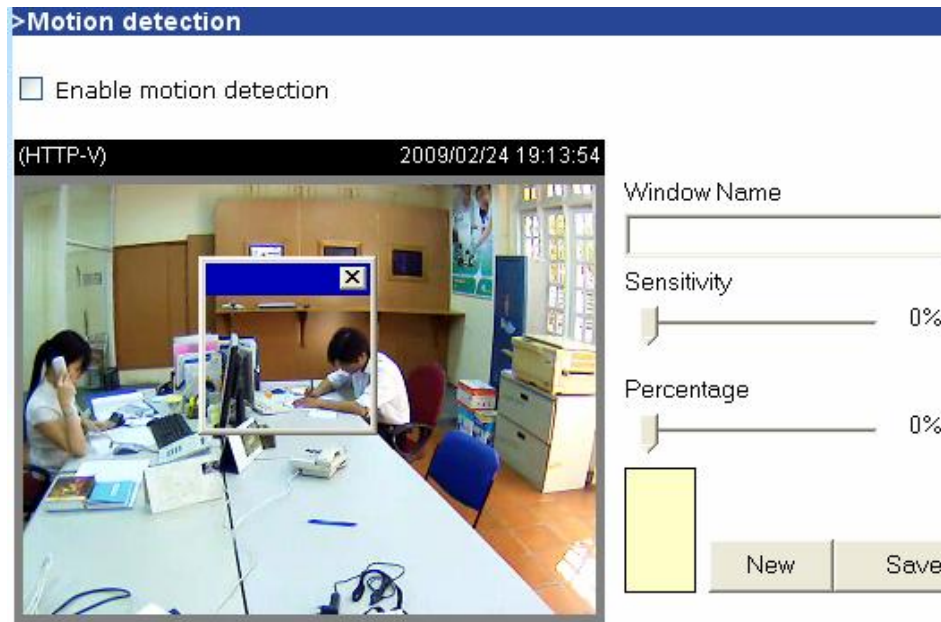 >Motion detection
Enable motion detection
(HTTP-V) 2009/02/24 19:13:54
Window Name
Sensitivity
0%
Percentage
0%
New Save